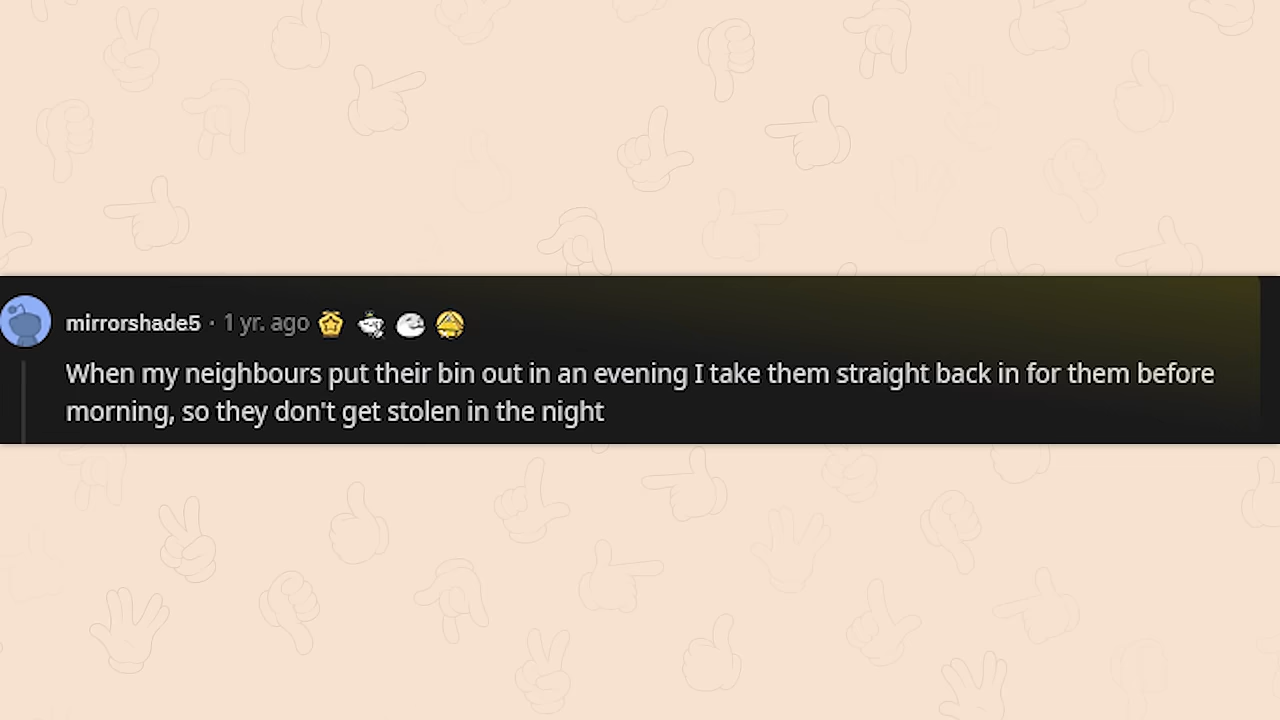 mirrorshade5 · 1 yr. ago
When my neighbours put their bin out in an evening I take them straight back in for them before
morning, so they don't get stolen in the night